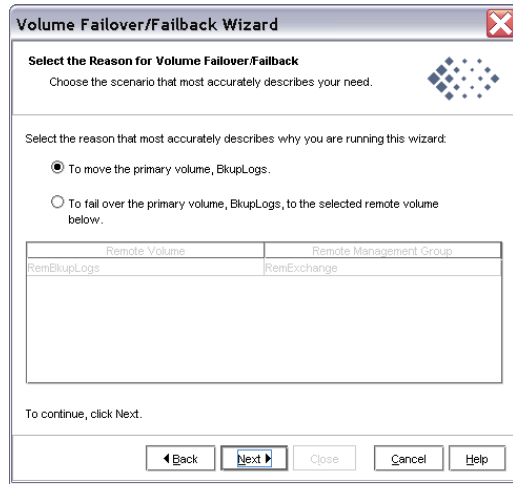 Volume Failover/Failback Wizard
Select the Reason for Volume Failover/Failback
Choose the scenario that most accurately describes your need.
Select the reason that most accurately describes why you are running this wizard:
To move the primary volume, BkupLogs.
To fail over the primary volume, BkupLogs, to the selected remote volume
below.
Remote Volume Remote Management Group
RemBkupLogs RemExchange
To continue, click Next.
Back Next Close Cancel Help